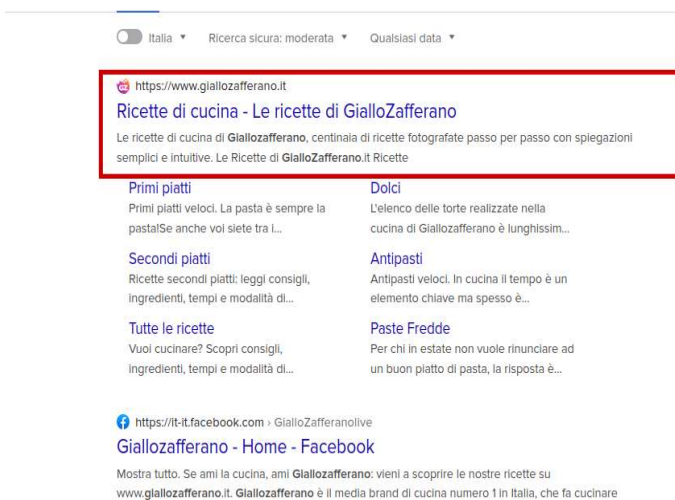 Italia ▼ Ricerca sicura: moderata ▼ Qualsiasi data ▼
https://www.giallozafferano.it
Ricette di cucina - Le ricette di GialloZafferano
Le ricette di cucina di Giallozafferano, centinaia di ricette fotografate passo per passo con spiegazioni
semplici e intuitive. Le Ricette di GialloZafferano.it Ricette
Primi piatti
Primi piatti veloci. La pasta è sempre la
pasta!Se anche voi siete tra i...
Dolci
L'elenco delle torte realizzate nella
cucina di Giallozafferano è lunghissim...
Secondi piatti
Ricette secondi piatti: leggi consigli,
ingredienti, tempi e modalità di...
Antipasti
Antipasti veloci. In cucina il tempo è un
elemento chiave ma spesso è...
Tutte le ricette
Vuoi cucinare? Scopri consigli,
ingredienti, tempi e modalità di...
Paste Fredde
Per chi in estate non vuole rinunciare ad
un buon piatto di pasta, la risposta è...
https://it-it.facebook.com › GialloZafferanolive
Giallozafferano - Home - Facebook
Mostra tutto. Se ami la cucina, ami Giallozafferano: vieni a scoprire le nostre ricette su
www.giallozafferano.it. Giallozafferano è il media brand di cucina numero 1 in Italia, che fa cucinare